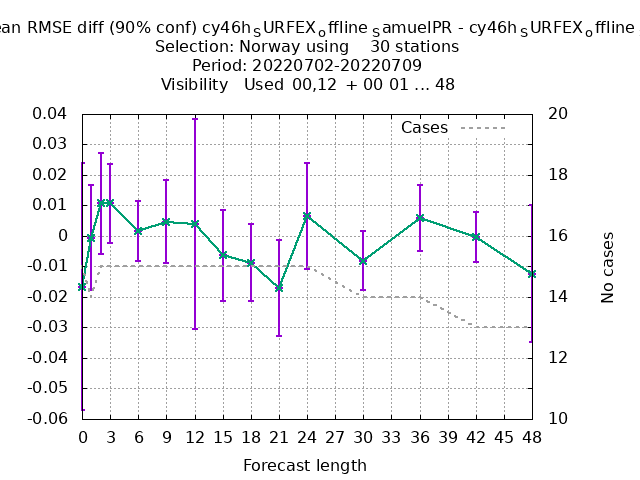 ean RMSE diff (90% conf) cy46h_SURFEX_offline_SamuelPR - cy46h_SURFEX_offline
Selection: Norway using 30 stations
Period: 20220702-20220709
Visibility Used 00,12 + 00 01 ... 48
Cases
0.04
0.03
0.02
0.01
0
-0.01
-0.02
-0.03
-0.04
-0.05
-0.06
20
18
16
14
12
10
No cases
0 3 6 9 12 15 18 21 24 27 30 33 36 39 42 45 48
Forecast length